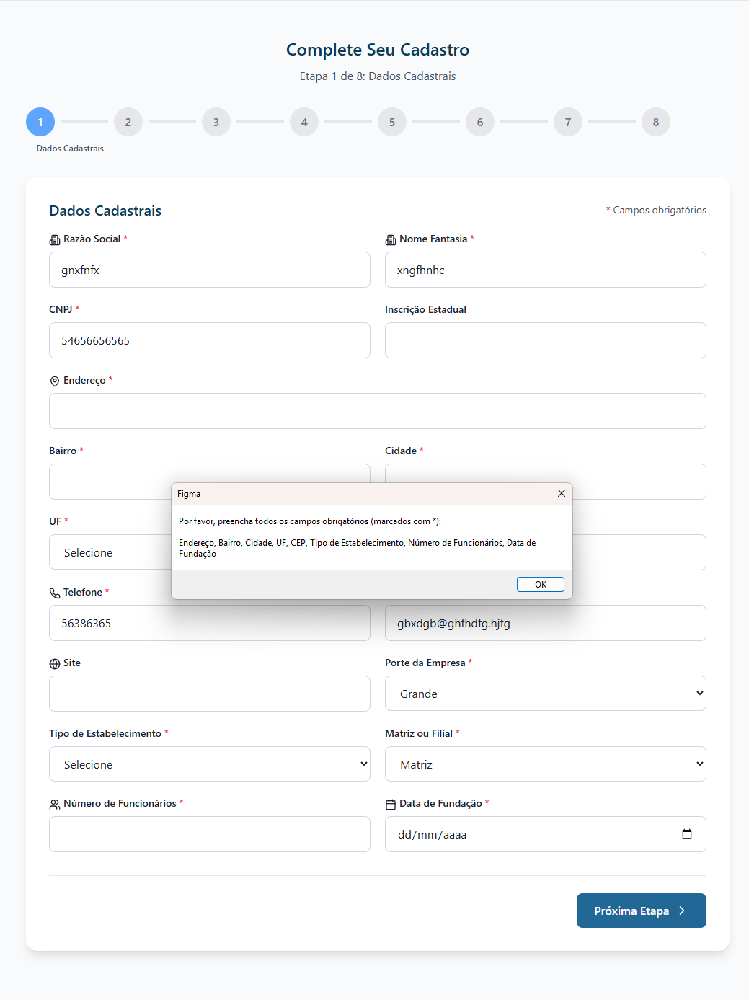 Complete Seu Cadastro
Etapa 1 de 8: Dados Cadastrais
1 2 3 4 5 6 7 8
Dados Cadastrais
Dados Cadastrais
* Campos obrigatórios
Razão Social *
Nome Fantasia *
gnxfnfx
xngfhnhc
CNPJ *
Inscrição Estadual
54656656565
Endereço *
Bairro *
Cidade *
Figma
Por favor, preencha todos os campos obrigatórios (marcados com *):
Endereço, Bairro, Cidade, UF, CEP, Tipo de Estabelecimento, Número de Funcionários, Data de
Fundação
OK
UF *
Selecione
Telefone *
56386365
gbxdgb@ghfhdfg.hjfg
Site
Porte da Empresa *
Grande
Tipo de Estabelecimento *
Matriz ou Filial *
Selecione
Matriz
Número de Funcionários *
Data de Fundação *
dd/mm/aaaa
Próxima Etapa